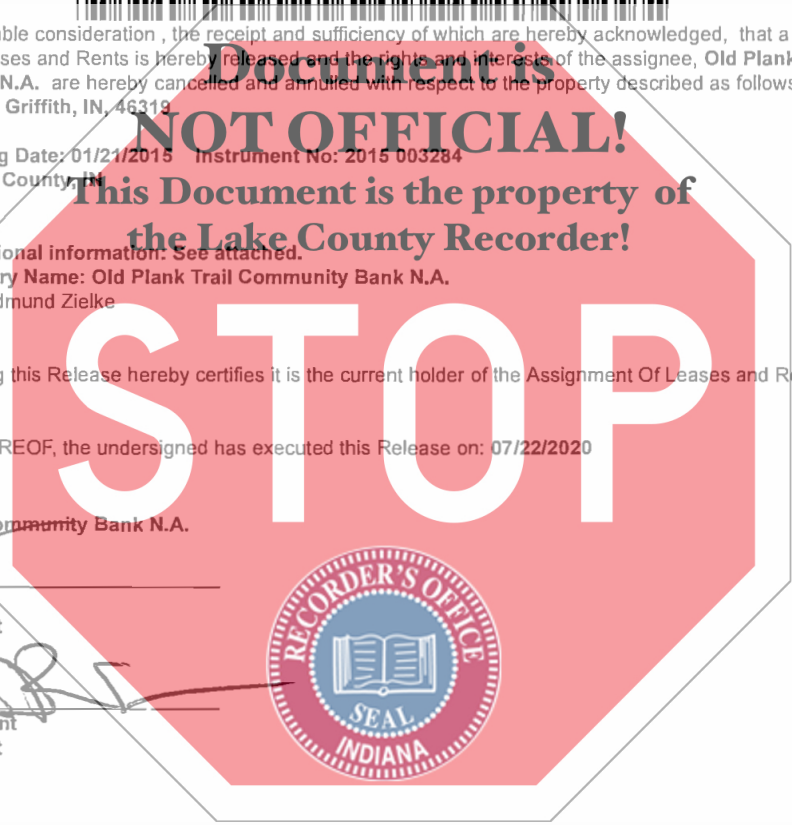 ble consideration , the receipt and sufficiency of which are hereby acknowledged, that a
ses and Rents is hereby released and the rights and interests of the assignee, Old Plank
Document is
N.A. are hereby cancelled and annulled with respect to the property described as follows
Griffith, IN, 46319
NOT OFFICIAL!
g Date: 01/21/2015 Instrument No: 2015 003284
County, IN
This Document is the property of
the Lake County Recorder!
onal information: See attached.
ry Name: Old Plank Trail Community Bank N.A.
dmund Zielke
STOP
g this Release hereby certifies it is the current holder of the Assignment Of Leases and Re
REOF, the undersigned has executed this Release on: 07/22/2020
ommunity Bank N.A.
RECORDER'S OFFICE
SEAL
INDIANA
nt